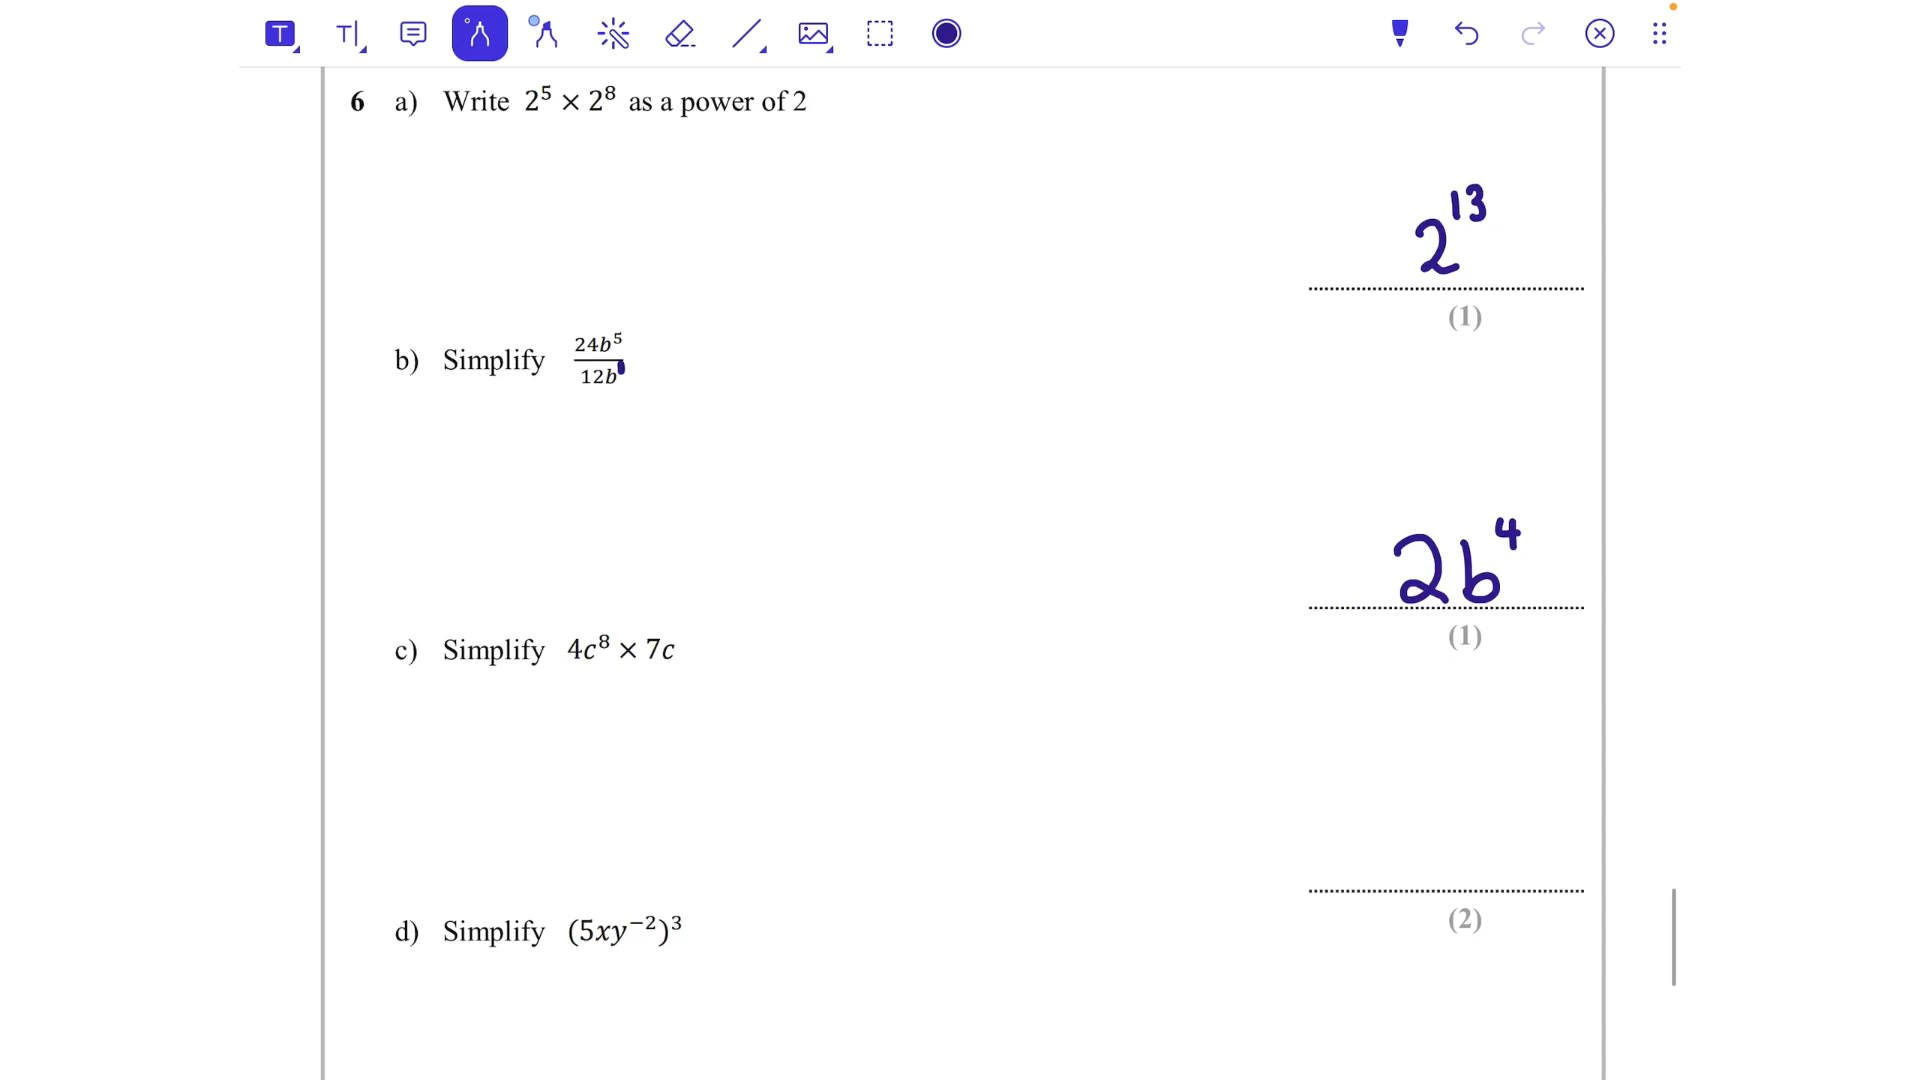 T T|
6 a) Write 2⁵ × 2⁸ as a power of 2
2¹³
(1)
b) Simplify 24b⁵/12b¹
2b⁴
(1)
c) Simplify 4c⁸ × 7c
(2)
d) Simplify (5xy⁻²)³